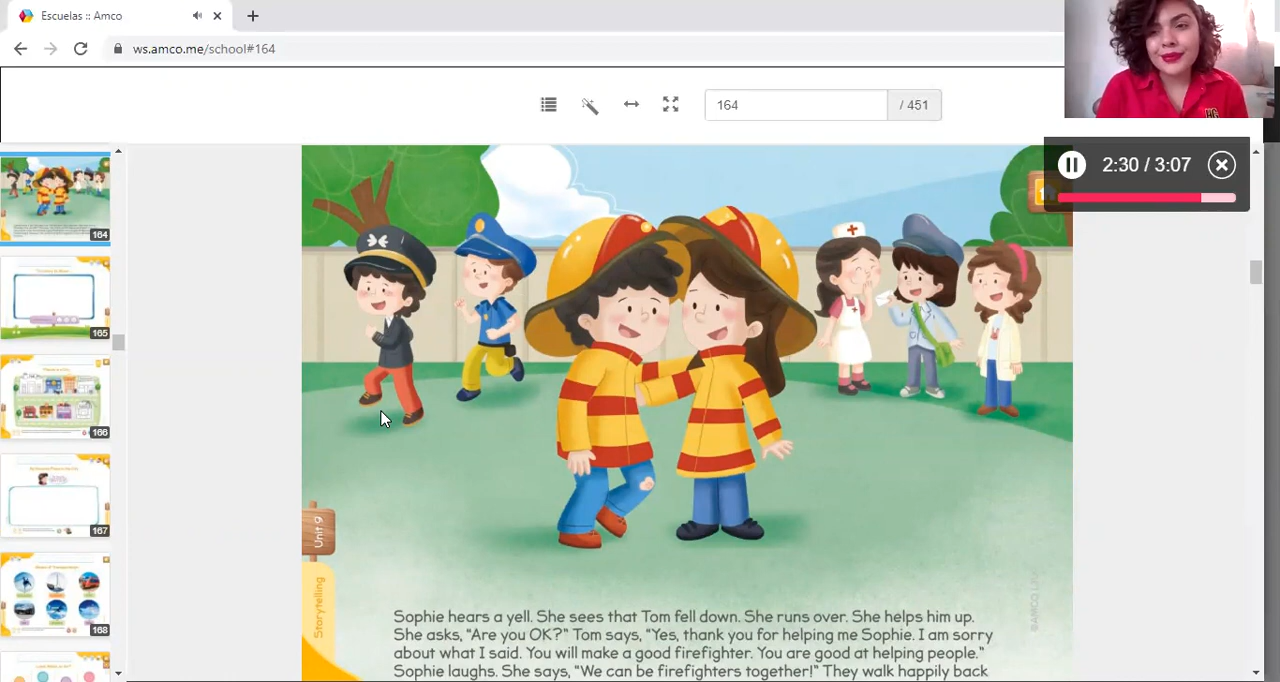 Escuelas :: Amco
ws.amco.me/school#164
164 / 451
2:30 / 3:07
164
165
166
167
168
Unit 9
Storytelling
Sophie hears a yell. She sees that Tom fell down. She runs over. She helps him up.
She asks, "Are you OK?" Tom says, "Yes, thank you for helping me Sophie. I am sorry
about what I said. You will make a good firefighter. You are good at helping people."
Sophie laughs. She says, "We can be firefighters together!" They walk happily back